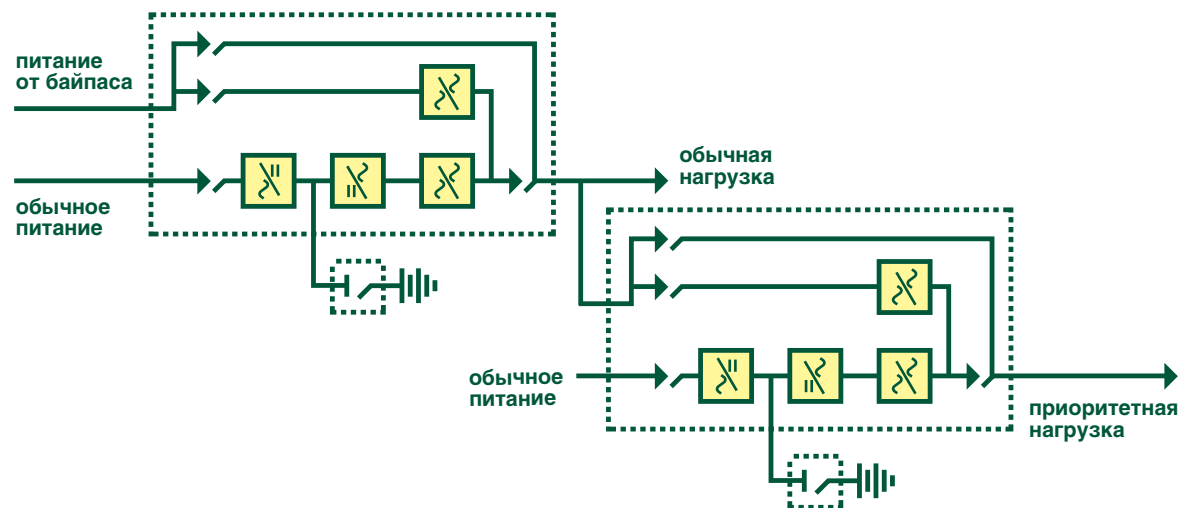 питание
от байпаса
обычное
питание
обычная
нагрузка
обычное
питание
приоритетная
нагрузка